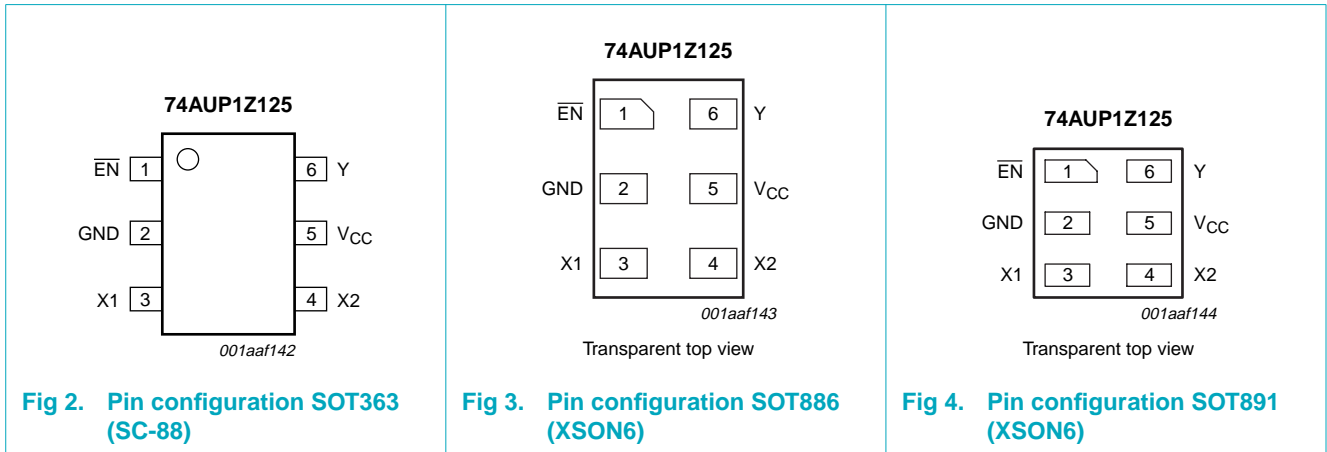 74AUP1Z125
E̅N̅ 1 6 Y
GND 2 5 VCC
X1 3 4 X2
001aaf142
Fig 2. Pin configuration SOT363
(SC-88)
74AUP1Z125
E̅N̅ 1 6 Y
GND 2 5 VCC
X1 3 4 X2
001aaf143
Transparent top view
Fig 3. Pin configuration SOT886
(XSON6)
74AUP1Z125
E̅N̅ 1 6 Y
GND 2 5 VCC
X1 3 4 X2
001aaf144
Transparent top view
Fig 4. Pin configuration SOT891
(XSON6)